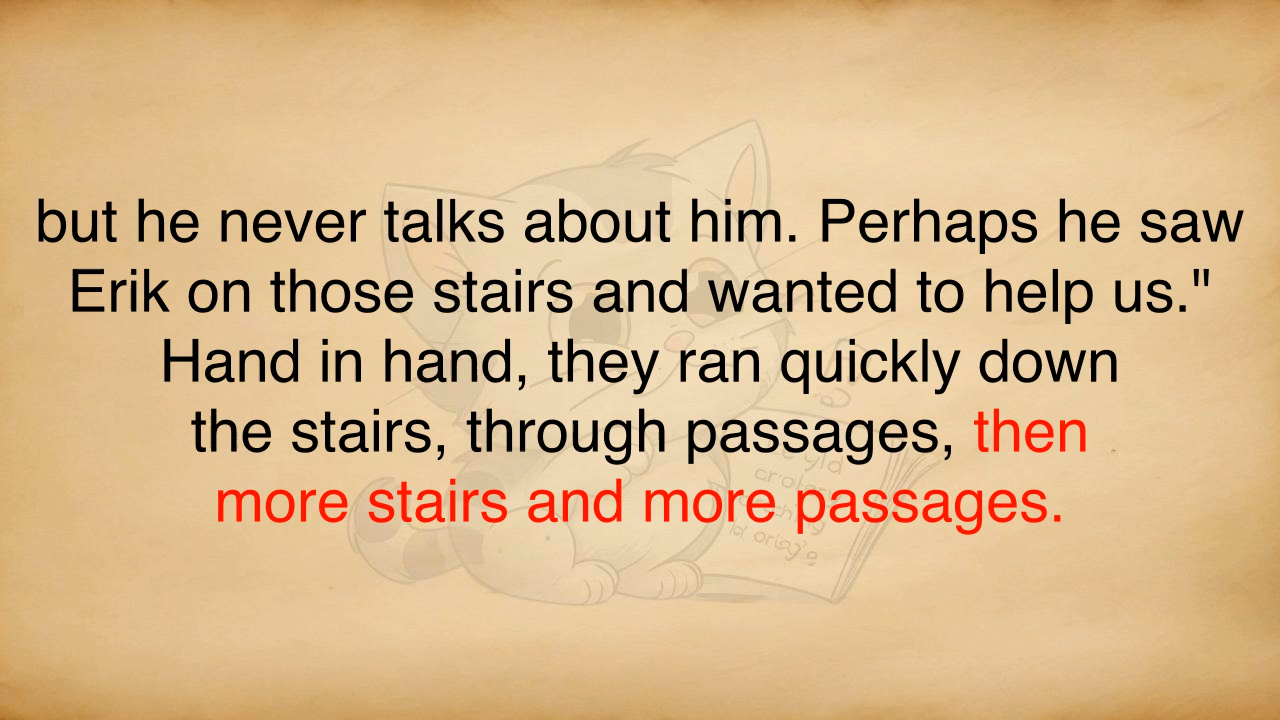 but he never talks about him. Perhaps he saw
Erik on those stairs and wanted to help us."
Hand in hand, they ran quickly down
the stairs, through passages, then
more stairs and more passages.